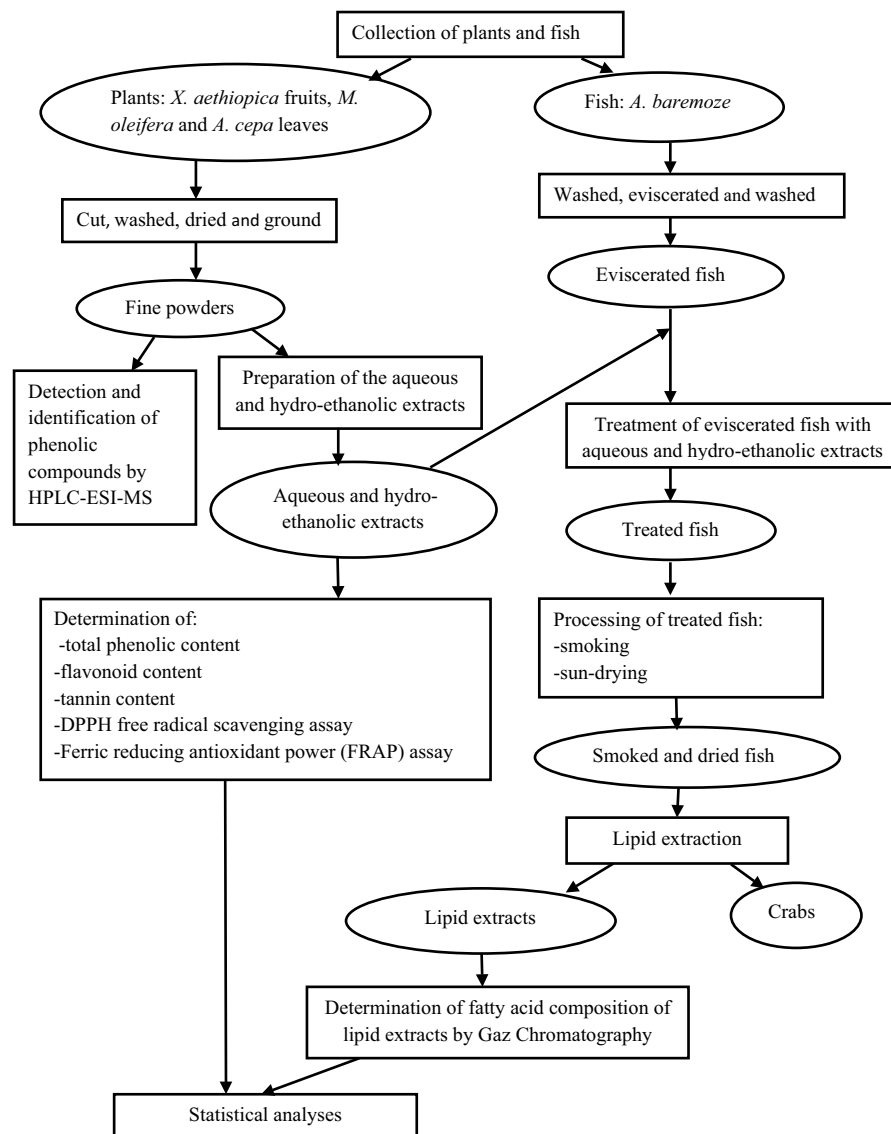 Collection of plants and fish
Plants: X. aethiopica fruits, M.
oleifera and A. cepa leaves
Fish: A. baremoze
Cut, washed, dried and ground
Washed, eviscerated and washed
Fine powders
Eviscerated fish
Detection and
identification of
phenolic
compounds by
HPLC-ESI-MS
Preparation of the aqueous
and hydro-ethanolic extracts
Treatment of eviscerated fish with
aqueous and hydro-ethanolic extracts
Aqueous and hydro-
ethanolic extracts
Treated fish
Determination of:
-total phenolic content
-flavonoid content
-tannin content
-DPPH free radical scavenging assay
-Ferric reducing antioxidant power (FRAP) assay
Processing of treated fish:
-smoking
-sun-drying
Smoked and dried fish
Lipid extraction
Lipid extracts
Crabs
Determination of fatty acid composition of
lipid extracts by Gaz Chromatography
Statistical analyses